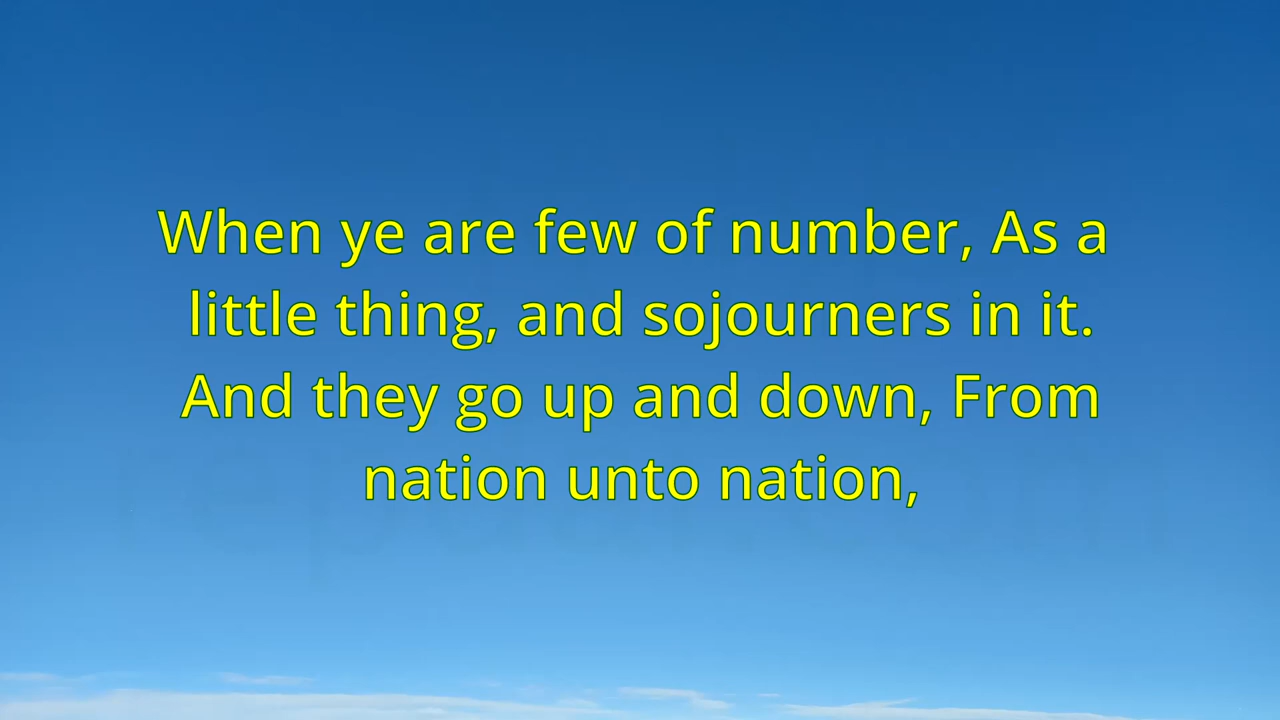 When ye are few of number, As a
little thing, and sojourners in it.
And they go up and down, From
nation unto nation,